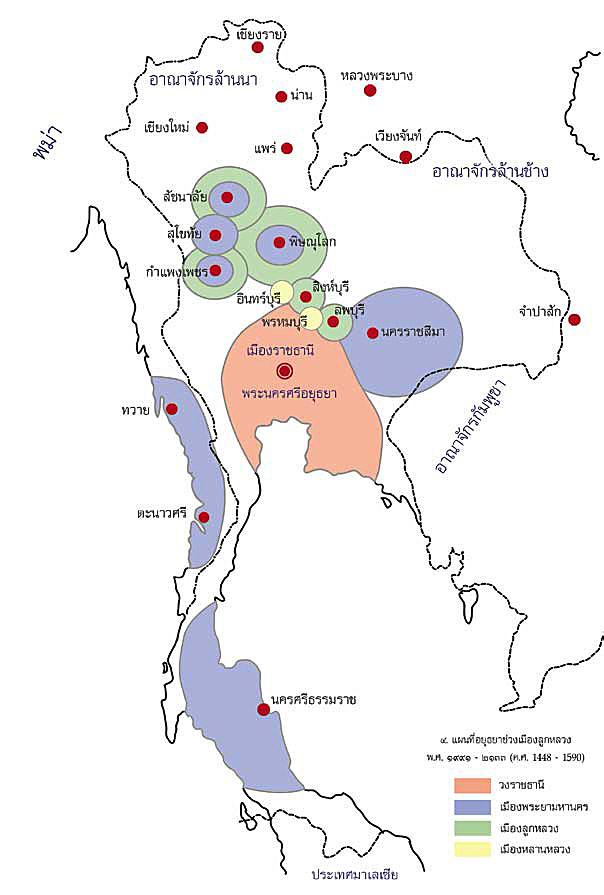 เชียงราย
อาณาจักรล้านนา
หลวงพระบาง
น่าน
เชียงใหม่
พม่า
แพร่
เวียงจันท์
อาณาจักรล้านช้าง
สัชนาลัย
สุโขทัย
พิษณุโลก
กำแพงเพชร
อินทร์บุรี
สิงห์บุรี
พรหมบุรี
ลพบุรี
นครราชสีมา
จำปาสัก
เมืองราชธานี
พระนครศรีอยุธยา
อาณาจักรกัมพูชา
ทวาย
ตะนาวศรี
นครศรีธรรมราช
๔. แผนที่อยุธยาช่วงเมืองลูกหลวง
พ.ศ. ๑๙๙๑ - ๒๑๓๓ (ค.ศ. 1448 - 1590)
วงราชธานี
เมืองพระยามหานคร
เมืองลูกหลวง
เมืองหลานหลวง
ประเทศมาเลเซีย